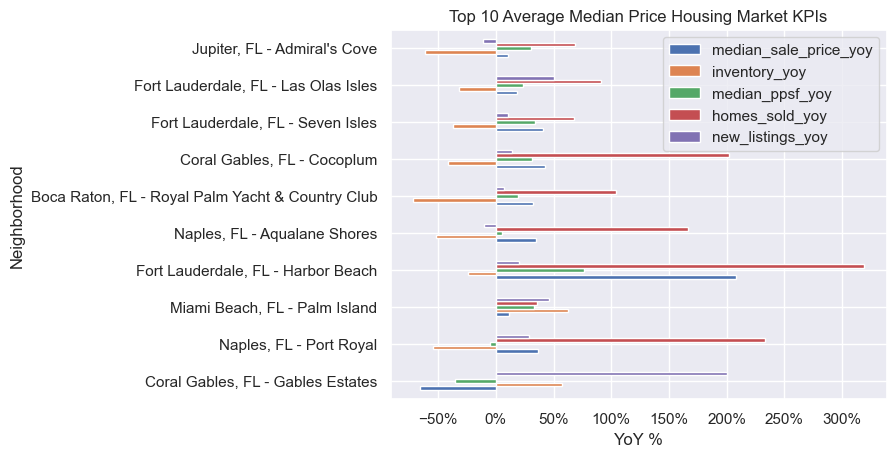 Top 10 Average Median Price Housing Market KPIs
median_sale_price_yoy
inventory_yoy
median_ppsf_yoy
homes_sold_yoy
new_listings_yoy
Neighborhood
Jupiter, FL - Admiral's Cove
Fort Lauderdale, FL - Las Olas Isles
Fort Lauderdale, FL - Seven Isles
Coral Gables, FL - Cocoplum
Boca Raton, FL - Royal Palm Yacht & Country Club
Naples, FL - Aqualane Shores
Fort Lauderdale, FL - Harbor Beach
Miami Beach, FL - Palm Island
Naples, FL - Port Royal
Coral Gables, FL - Gables Estates
−50% 0% 50% 100% 150% 200% 250% 300%
YoY %